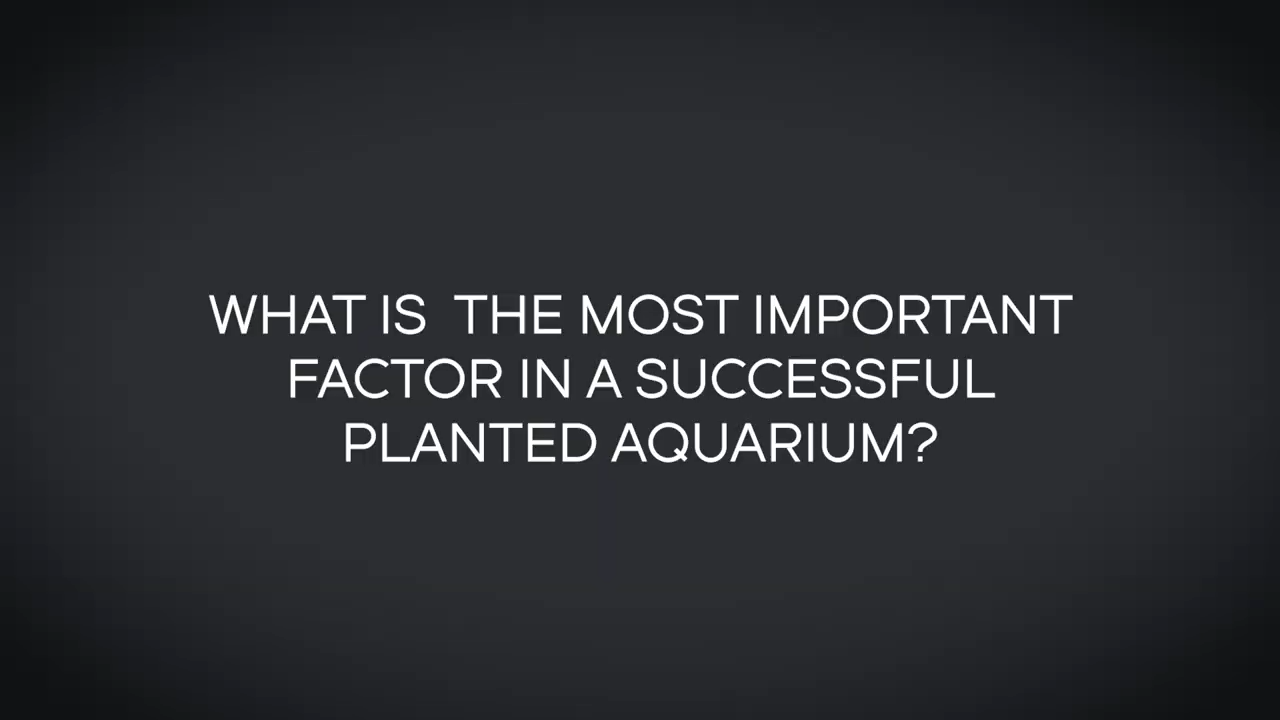 WHAT IS  THE MOST IMPORTANT
FACTOR IN A SUCCESSFUL
PLANTED AQUARIUM?